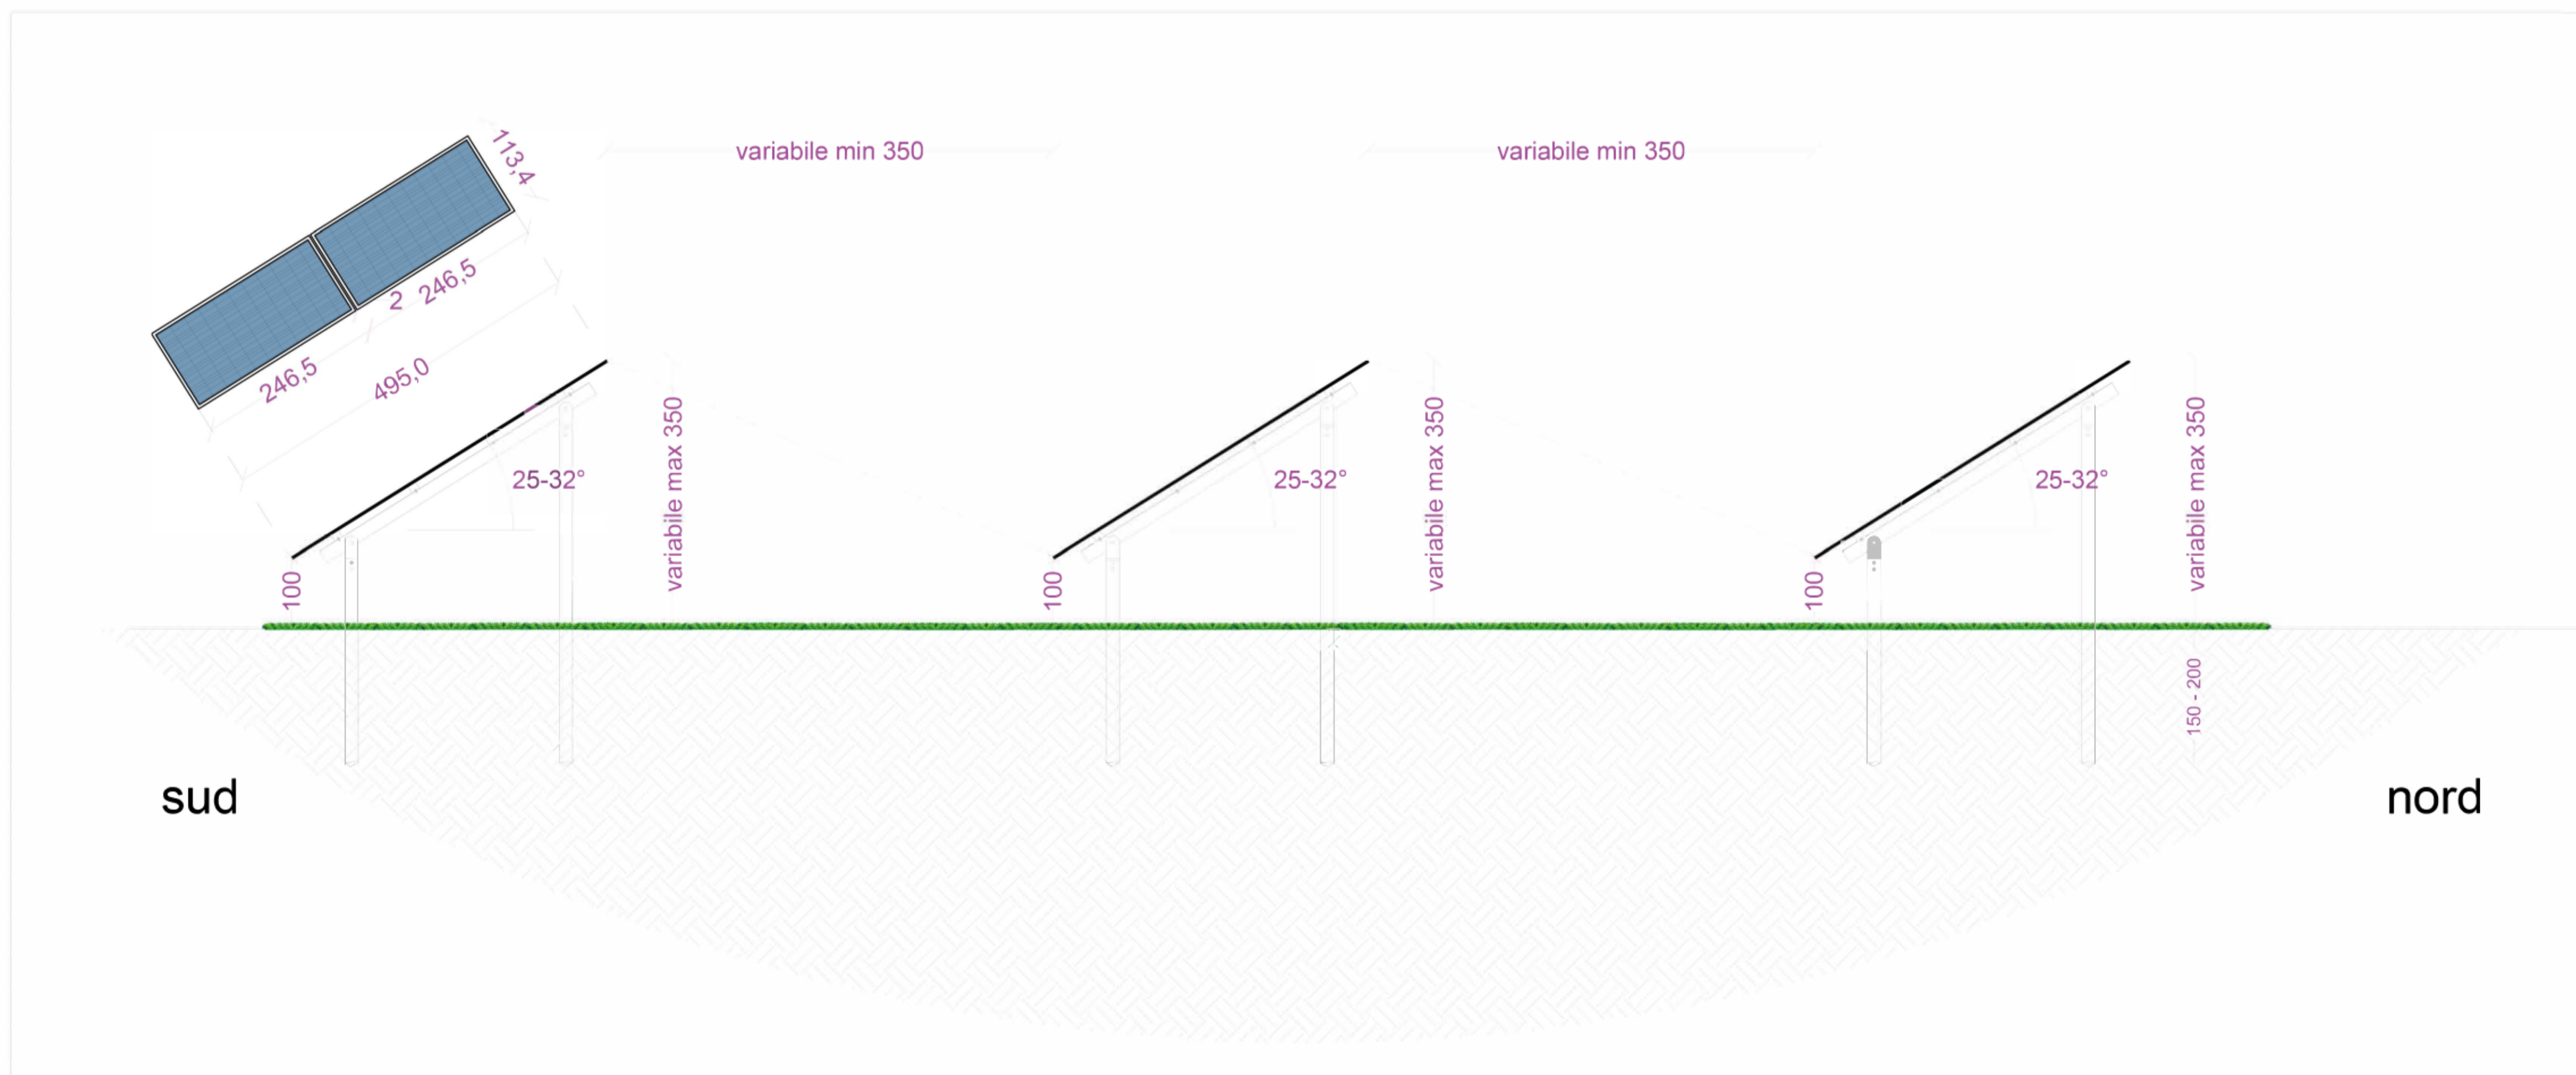 variabile min 350
variabile min 350
113,4
246,5
2
246,5
495,0
25-32°
variabile max 350
25-32°
variabile max 350
25-32°
variabile max 350
100
100
100
150 - 200
sud
nord